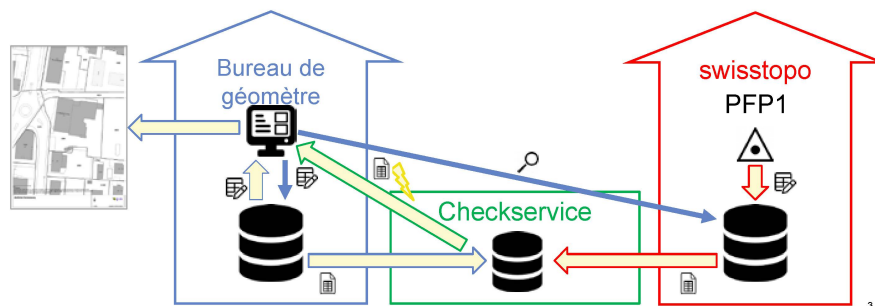 Bureau de
géomètre
swisstopo
PFP1
Checkservice
3